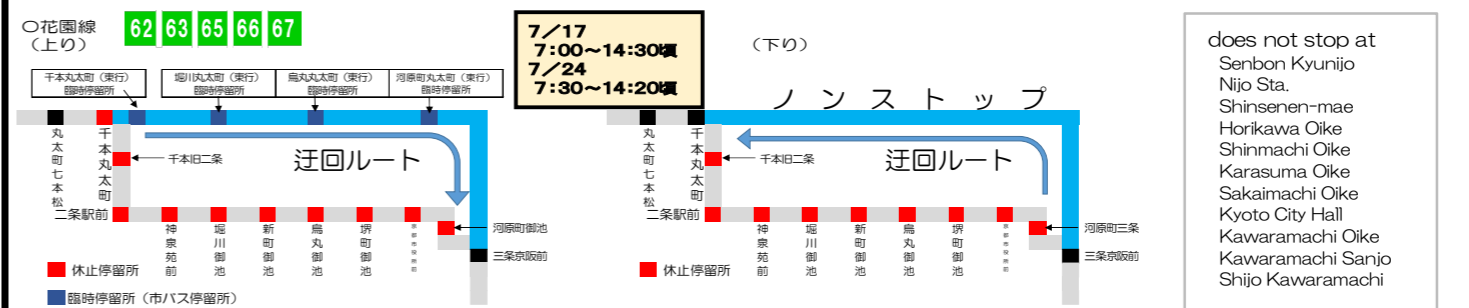 〇花園線
（上り）
62 63 65 66 67
千本丸太町（東行）
臨時停留所
堀川丸太町（東行）
臨時停留所
烏丸丸太町（東行）
臨時停留所
河原町丸太町（東行）
臨時停留所
丸太町七本松
千本丸太町
千本旧二条
迂回ルート
二条駅前
神泉苑前
堀川御池
新町御池
烏丸御池
堺町御池
河原町御池
三条京阪前
休止停留所
臨時停留所（市バス停留所）
7／17
7:00～14:30頃
7／24
7:30～14:20頃
（下り）
ノンストップ
丸太町七本松
千本丸太町
千本旧二条
迂回ルート
二条駅前
神泉苑前
堀川御池
新町御池
烏丸御池
堺町御池
河原町三条
三条京阪前
休止停留所
does not stop at
Senbon Kyunijo
Nijo Sta.
Shinsenen-mae
Horikawa Oike
Shinmachi Oike
Karasuma Oike
Sakaimachi Oike
Kyoto City Hall
Kawaramachi Oike
Kawaramachi Sanjo
Shijo Kawaramachi